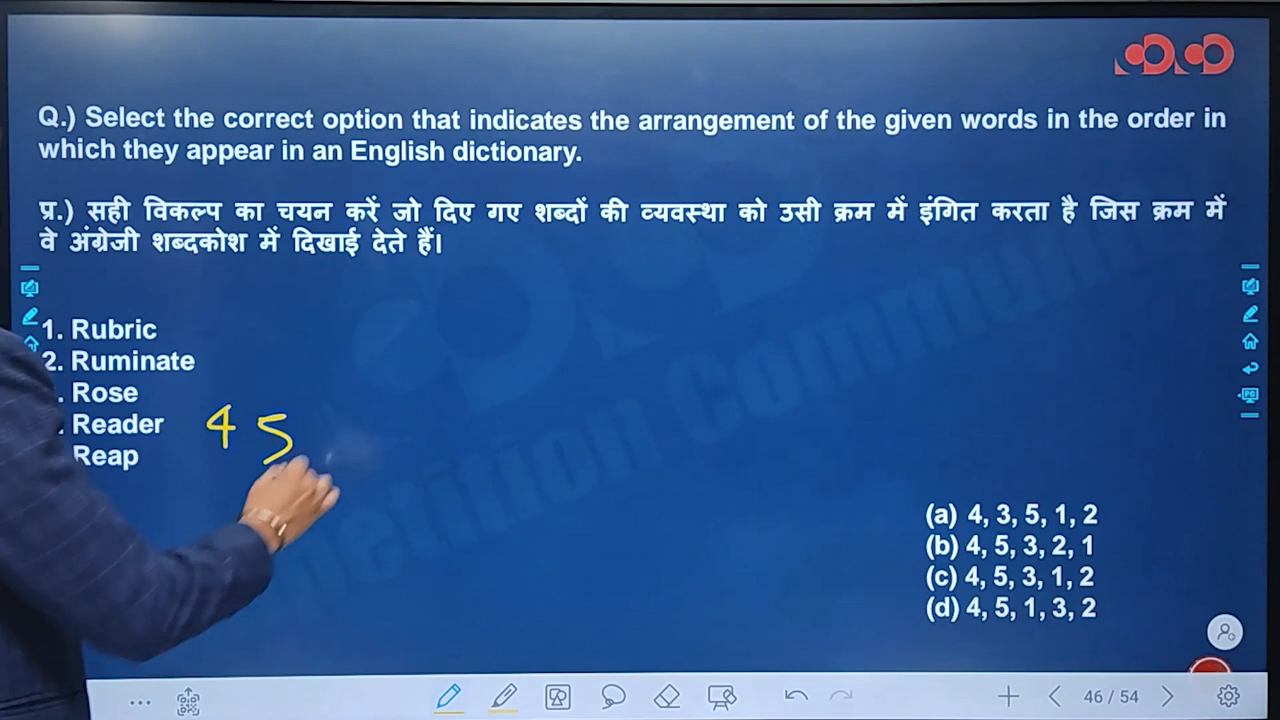 Q.) Select the correct option that indicates the arrangement of the given words in the order in
which they appear in an English dictionary.
प्र.) सही विकल्प का चयन करें जो दिए गए शब्दों की व्यवस्था को उसी क्रम में इंगित करता है जिस क्रम में
वे अंग्रेजी शब्दकोश में दिखाई देते हैं।
1. Rubric
2. Ruminate
. Rose
Reader 4 5
Reap
(a) 4, 3, 5, 1, 2
(b) 4, 5, 3, 2, 1
(c) 4, 5, 3, 1, 2
(d) 4, 5, 1, 3, 2
46 / 54